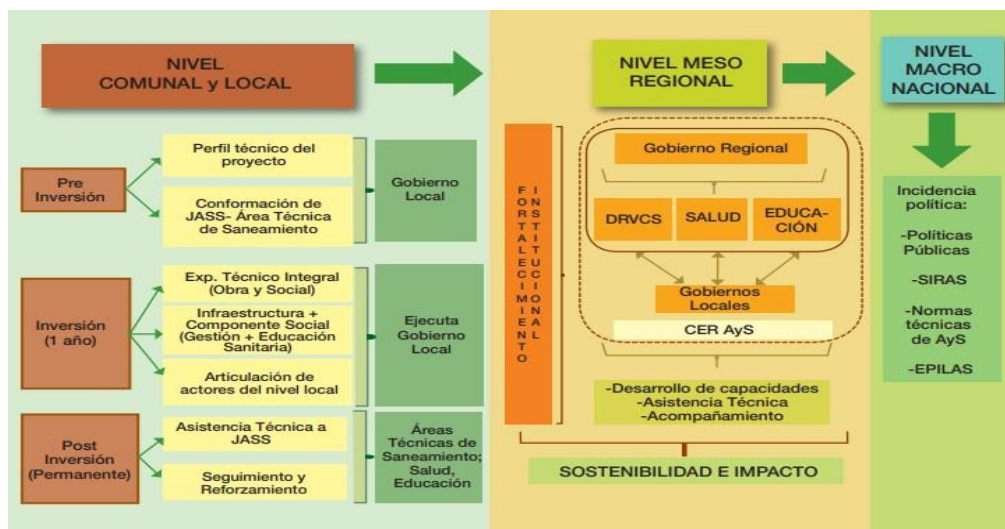 NIVEL
COMUNAL y LOCAL
Pre
Inversión
Perfil técnico del
proyecto
Conformación de
JASS- Área Técnica
de Saneamiento
Gobierno
Local
Inversión
(1 año)
Exp. Técnico Integral
(Obra y Social)
Infraestructura +
Componente Social
(Gestión + Educación
Sanitaria)
Articulación de
actores del nivel local
Ejecuta
Gobierno
Local
Post
Inversión
(Permanente)
Asistencia Técnica a
JASS
Seguimiento y
Reforzamiento
Áreas
Técnicas de
Saneamiento;
Salud,
Educación
NIVEL MESO
REGIONAL
FORTALECIMIENTO
INSTITUCIONAL
Gobierno Regional
DRVCS
SALUD
EDUCA-
CIÓN
Gobiernos
Locales
CER AyS
-Desarrollo de capacidades
-Asistencia Técnica
-Acompañamiento
SOSTENIBILIDAD E IMPACTO
NIVEL
MACRO
NACIONAL
Incidencia
política:
-Políticas
Públicas
-SIRAS
-Normas
técnicas
de AyS
-EPILAS